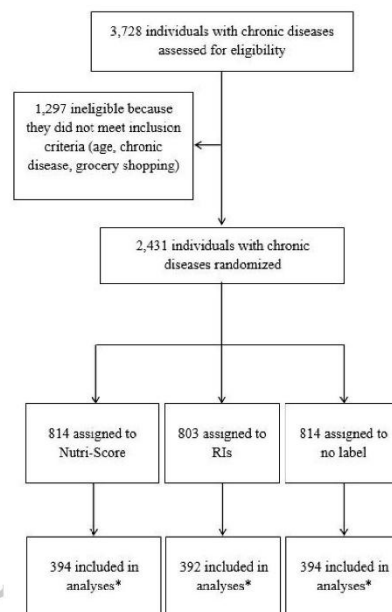 3,728 individuals with chronic diseases
assessed for eligibility
1,297 ineligible because
they did not meet inclusion
criteria (age, chronic
disease, grocery shopping)
2,431 individuals with chronic
diseases randomized
814 assigned to
Nutri-Score
803 assigned to
RIs
814 assigned to
no label
394 included in
analyses*
392 included in
analyses*
394 included in
analyses*